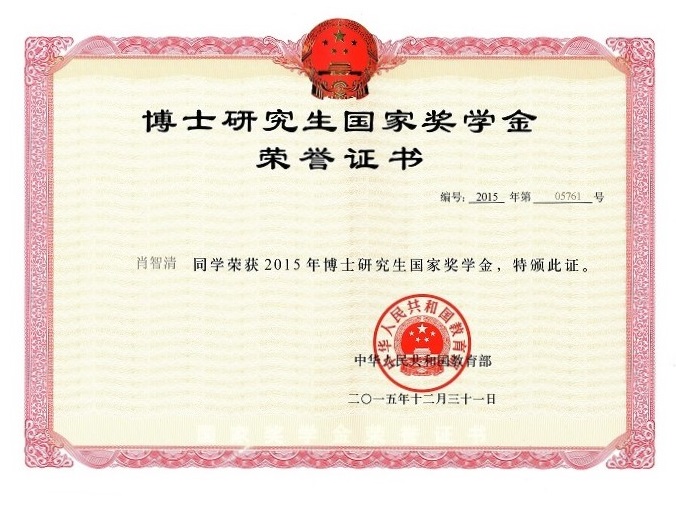 博士研究生国家奖学金
荣誉证书
编号: 2015 年第 05761 号
肖智清 同学荣获2015年博士研究生国家奖学金，特颁此证。
中华人民共和国教育部
中华人民共和国教育部
二〇一五年十二月三十一日
国家奖学金荣誉证书